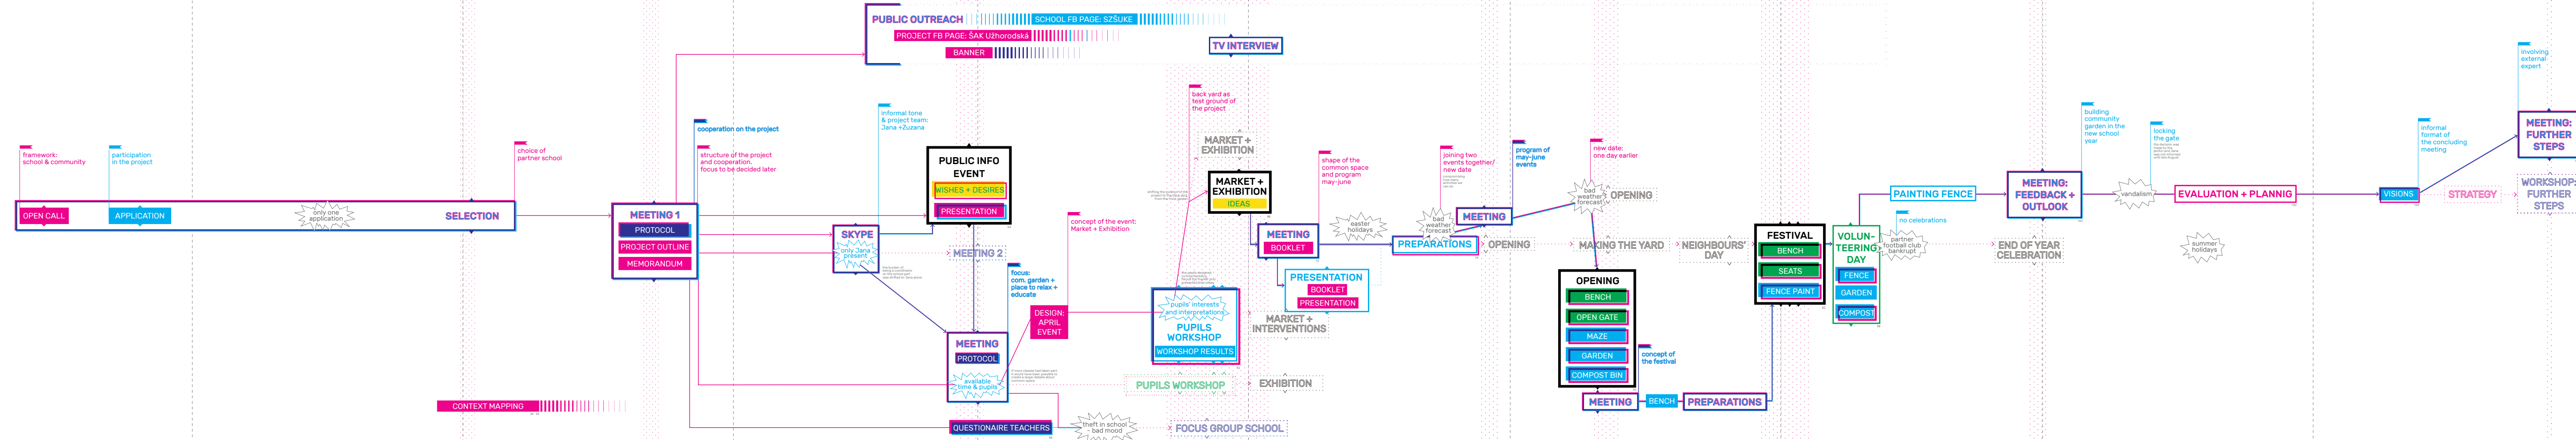 PUBLIC OUTREACH
SCHOOL FB PAGE: SZŠUKE
PROJECT FB PAGE: ŠAK Užhorodská
BANNER
TV INTERVIEW
framework:
school & community
participation
in the project
OPEN CALL
APPLICATION
only one
application
SELECTION
choice of
partner school
CONTEXT MAPPING
cooperation on the project
structure of the project
and cooperation.
focus to be decided later
MEETING 1
PROTOCOL
PROJECT OUTLINE
MEMORANDUM
informal tone
& project team:
Jana +Zuzana
SKYPE
only Jana
present
PUBLIC INFO
EVENT
WISHES + DESIRES
PRESENTATION
MEETING 2
focus:
com. garden +
place to relax +
educate
MEETING
PROTOCOL
available
time & pupils
QUESTIONAIRE TEACHERS
theft in school
- bad mood
FOCUS GROUP SCHOOL
DESIGN:
APRIL
EVENT
concept of the event:
Market + Exhibition
back yard as
test ground of
the project
pupils' interests
and interpretations
PUPILS
WORKSHOP
WORKSHOP RESULTS
PUPILS WORKSHOP
EXHIBITION
MARKET +
EXHIBITION
MARKET +
EXHIBITION
IDEAS
MARKET +
INTERVENTIONS
MEETING
BOOKLET
PRESENTATION
BOOKLET
PRESENTATION
shape of the
common space
and program
may-june
easter
holidays
PREPARATIONS
joining two
events together/
new date
bad
weather
forecast
MEETING
OPENING
program of
may-june
events
new date:
one day earlier
bad
weather
forecast
OPENING
MAKING THE YARD
NEIGHBOURS'
DAY
OPENING
BENCH
OPEN GATE
MAZE
GARDEN
COMPOST BIN
concept of
the festival
MEETING
BENCH
PREPARATIONS
FESTIVAL
BENCH
SEATS
FENCE PAINT
VOLUN-
TEERING
DAY
FENCE
GARDEN
COMPOST
PAINTING FENCE
no celebrations
partner
football club
bankrupt
END OF YEAR
CELEBRATION
MEETING:
FEEDBACK +
OUTLOOK
building
community
garden in the
new school
year
locking
the gate
vandalism
EVALUATION + PLANNIG
summer
holidays
informal
format of
the concluding
meeting
VISIONS
STRATEGY
involving
external
expert
MEETING:
FURTHER
STEPS
WORKSHOP:
FURTHER
STEPS